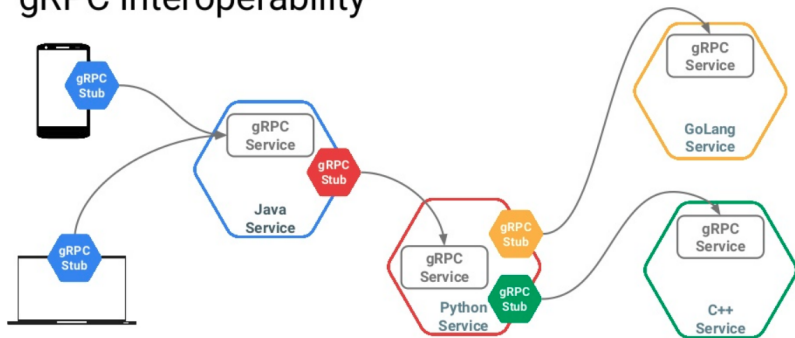 gRPC Interoperability
gRPC
Stub
gRPC
Service
gRPC
Stub
Java
Service
gRPC
Stub
gRPC
Service
GoLang
Service
gRPC
Stub
gRPC
Service
gRPC
Stub
Python
Service
gRPC
Service
C++
Service